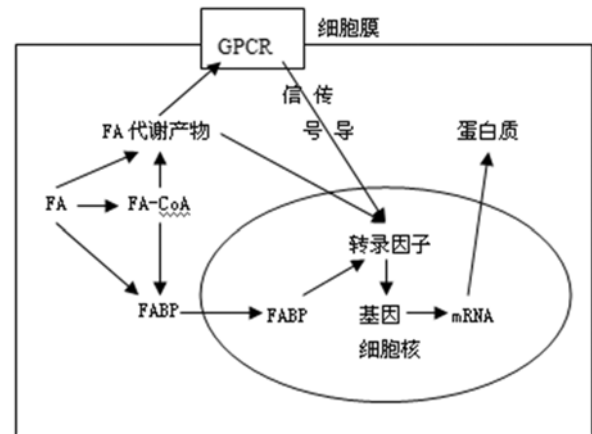 细胞膜
GPCR
信 传
号 导
FA 代谢产物
蛋白质
FA
FA-CoA
转录因子
FABP
FABP
基因
mRNA
细胞核